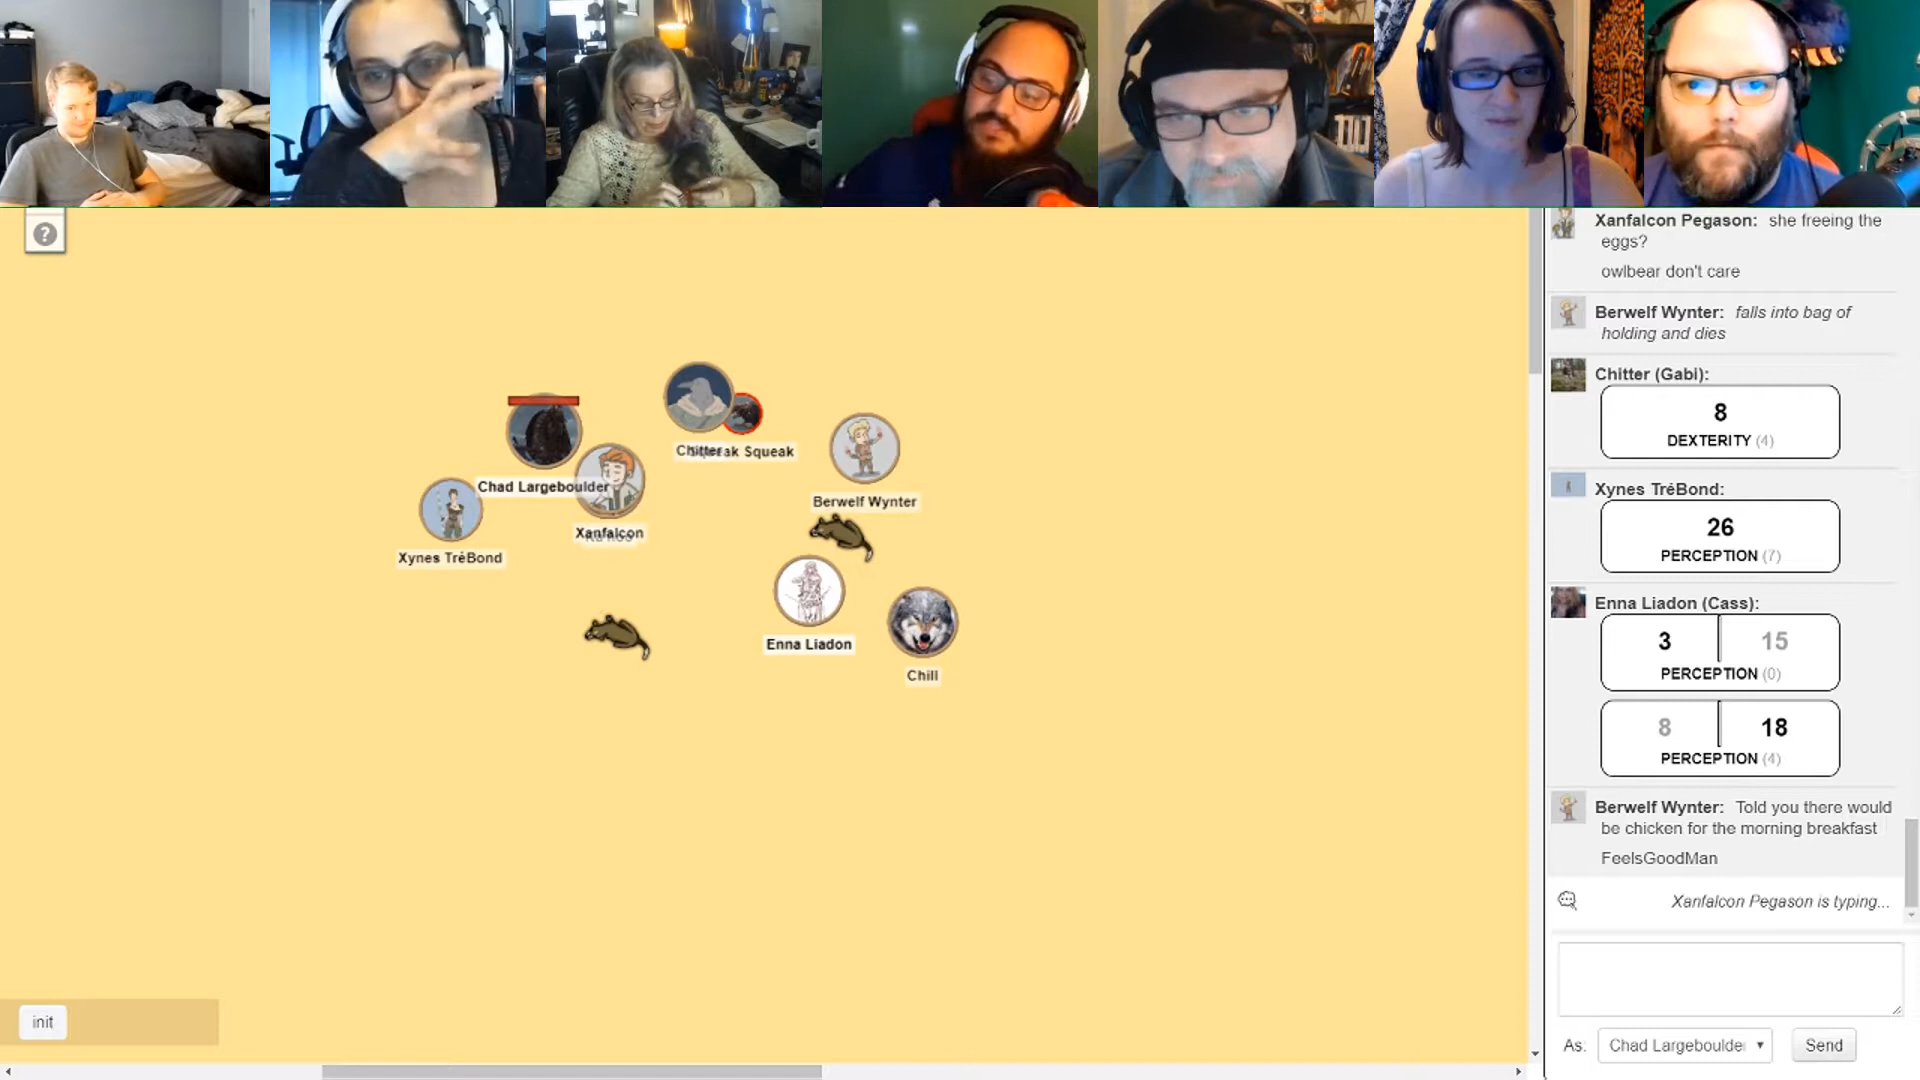 ?
Chad Largeboulder
Xanfalcon
Xynes TréBond
Chitter
ak Squeak
Berwelf Wynter
Enna Liadon
Chill
init
Xanfalcon Pegason: she freeing the
eggs?
owlbear don't care
Berwelf Wynter: falls into bag of
holding and dies
Chitter (Gabi):
8
DEXTERITY (4)
Xynes TréBond:
26
PERCEPTION (7)
Enna Liadon (Cass):
3 15
PERCEPTION (0)
8 18
PERCEPTION (4)
Berwelf Wynter: Told you there would
be chicken for the morning breakfast
FeelsGoodMan
Xanfalcon Pegason is typing...
As: Chad Largeboulde Send